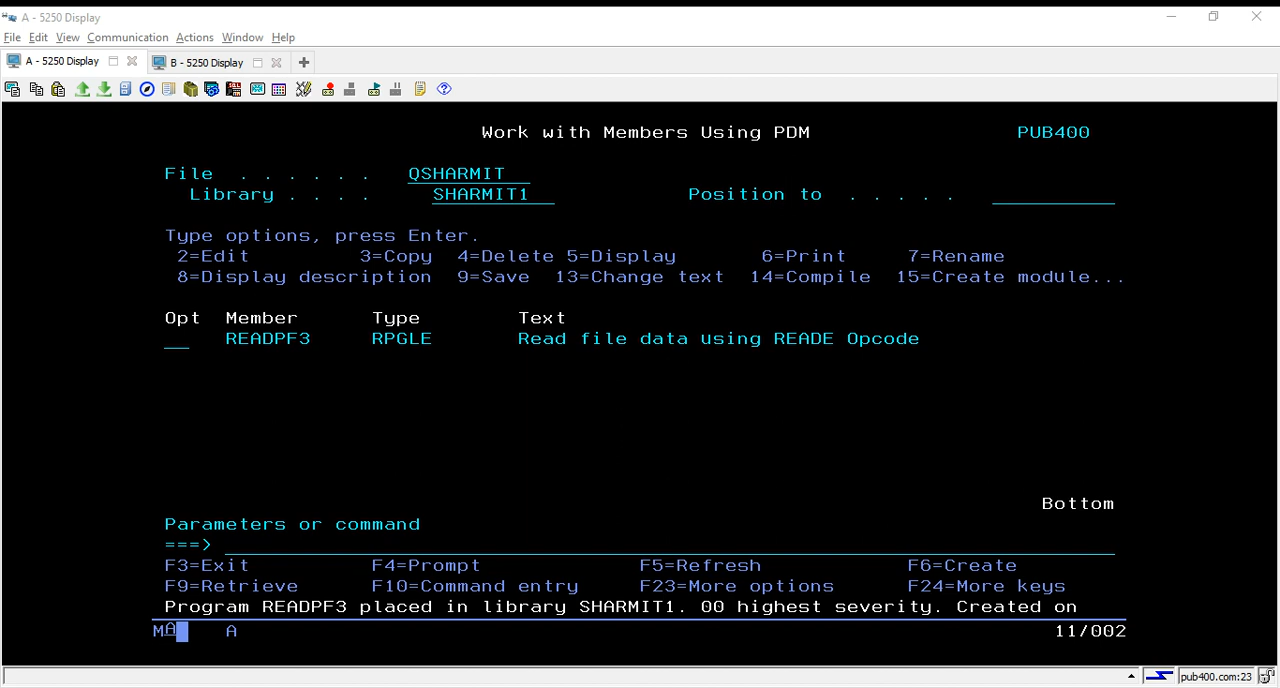 A - 5250 Display
File Edit View Communication Actions Window Help
A - 5250 Display B - 5250 Display
Work with Members Using PDM PUB400
File . . . . . . QSHARMIT
Library . . . . SHARMIT1 Position to . . . . .
Type options, press Enter.
2=Edit 3=Copy 4=Delete 5=Display 6=Print 7=Rename
8=Display description 9=Save 13=Change text 14=Compile 15=Create module...
Opt Member Type Text
READPF3 RPGLE Read file data using READE Opcode
Bottom
Parameters or command
===>
F3=Exit F4=Prompt F5=Refresh F6=Create
F9=Retrieve F10=Command entry F23=More options F24=More keys
Program READPF3 placed in library SHARMIT1. 00 highest severity. Created on
MA A 11/002
pub400.com:23